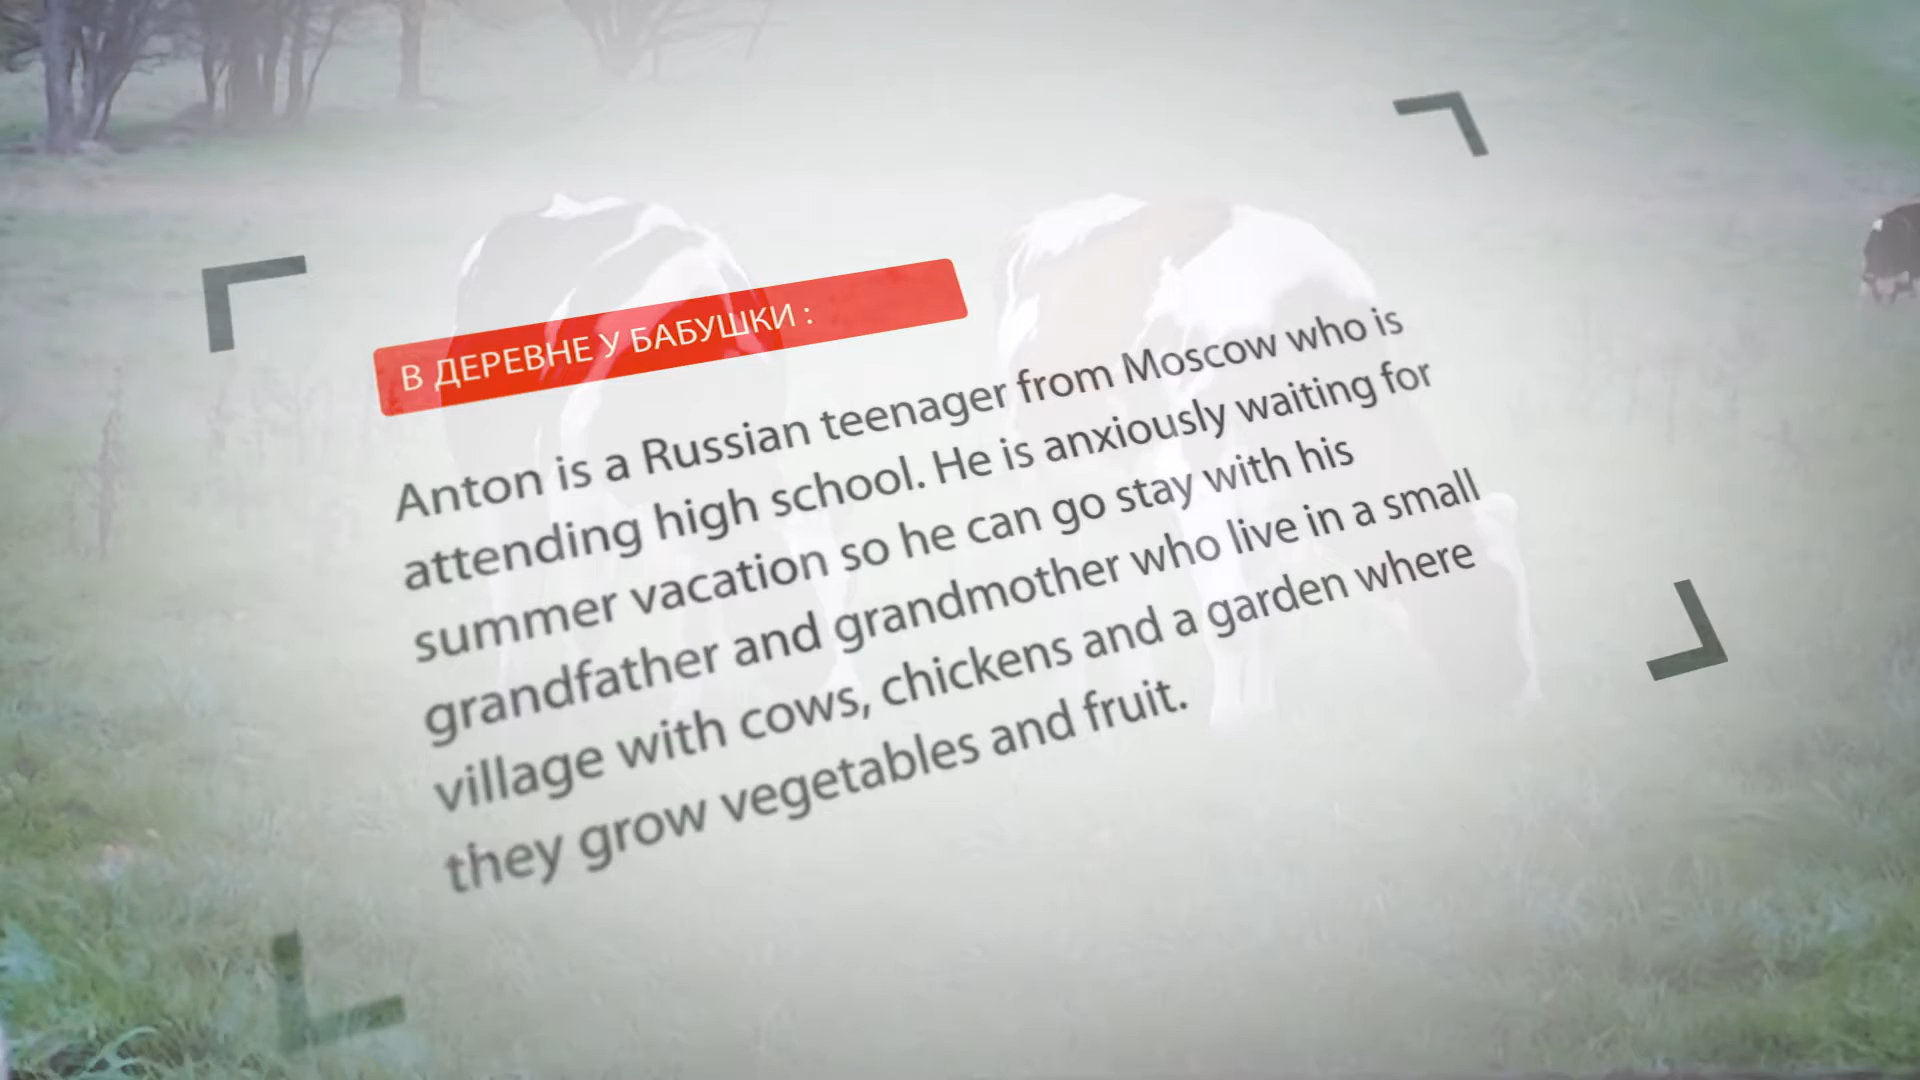 В ДЕРЕВНЕ У БАБУШКИ :
Anton is a Russian teenager from Moscow who is
attending high school. He is anxiously waiting for
summer vacation so he can go stay with his
grandfather and grandmother who live in a small
village with cows, chickens and a garden where
they grow vegetables and fruit.